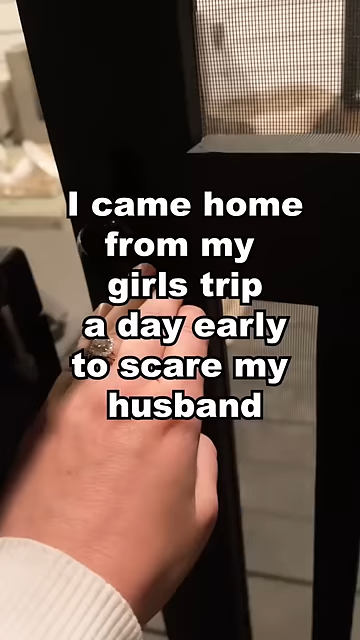 I came home
from my
girls trip
a day early
to scare my
husband